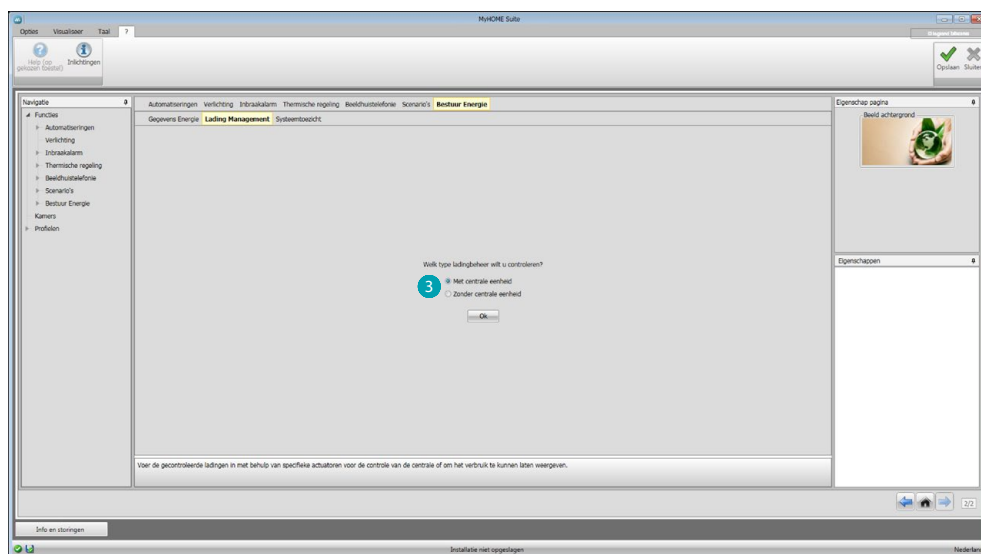 MyHOME Suite
Opties Visualiseer Taal ?
Help (op gekozen toestel)
Inlichtingen
Opslaan Sluiten
Navigatie
Functies
Automatiseringen
Verlichting
Inbraakalarm
Thermische regeling
Beeldhuistelefonie
Scenario's
Bestuur Energie
Kamers
Profielen
Automatiseringen Verlichting Inbraakalarm Thermische regeling Beeldhuistelefonie Scenario's Bestuur Energie
Gegevens Energie Lading Management Systeemtoezicht
Welk type ladingbeheer wilt u controleren?
3
Met centrale eenheid
Zonder centrale eenheid
Ok
Voer de gecontroleerde ladingen in met behulp van specifieke actuatoren voor de controle van de centrale of om het verbruik te kunnen laten weergeven.
Eigenschap pagina
Beeld achtergrond
Eigenschappen
2/2
Info en storingen
Installatie niet opgeslagen
Nederlan